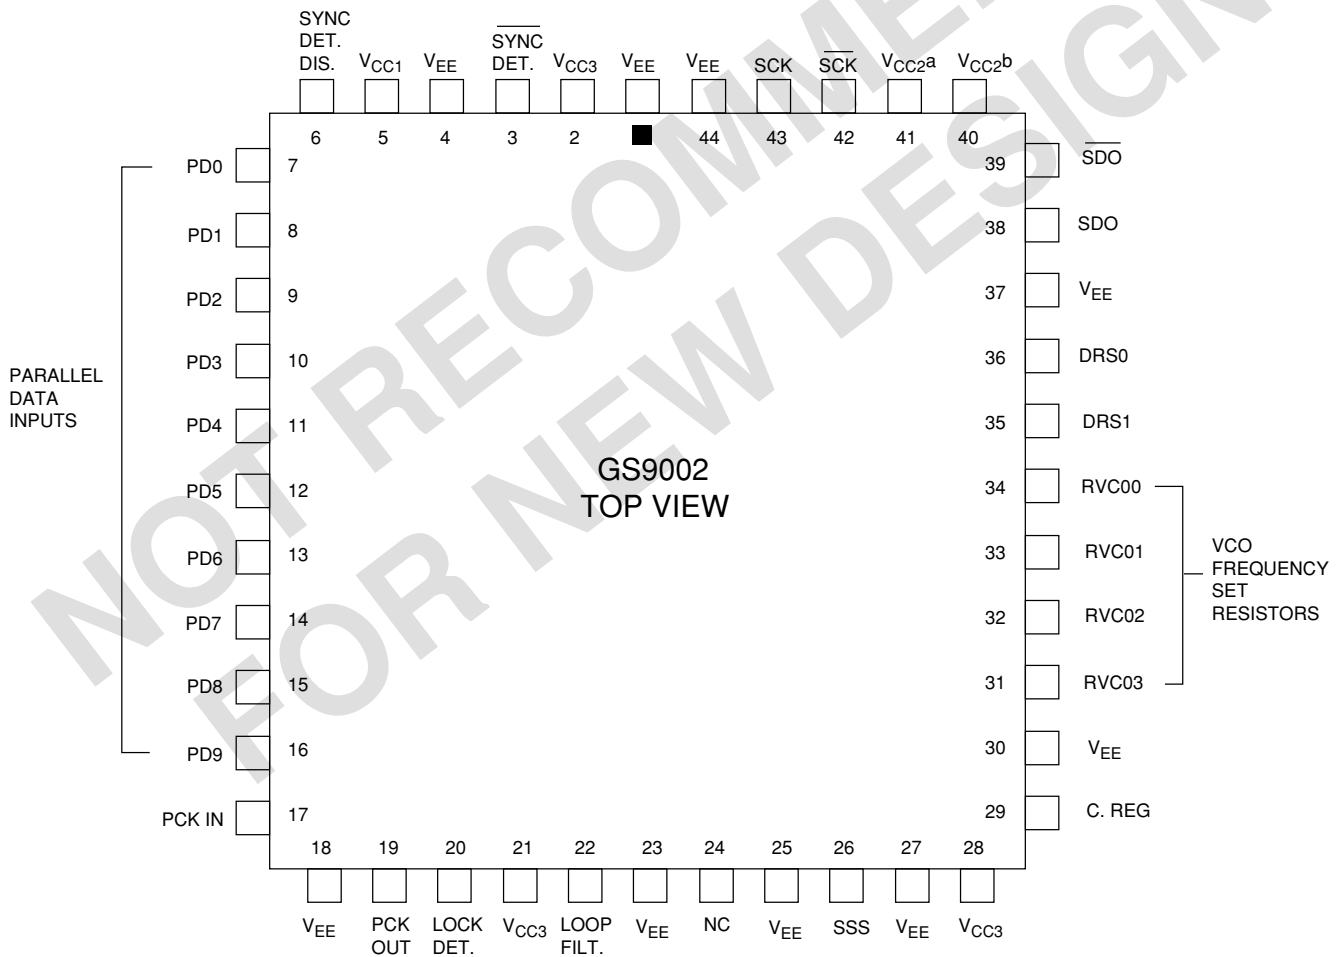 SYNC
DET.
DIS.
VCC1
VEE
SYNC
DET.
VCC3
VEE
VEE
SCK
SCK
VCC2a
VCC2b
6 5 4 3 2 44 43 42 41 40
PD0 7
PD1 8
PD2 9
PD3 10
PD4 11
PD5 12
PD6 13
PD7 14
PD8 15
PD9 16
PCK IN 17
PARALLEL
DATA
INPUTS
GS9002
TOP VIEW
39 SDO
38 SDO
37 VEE
36 DRS0
35 DRS1
34 RVC00
33 RVC01
32 RVC02
31 RVC03
30 VEE
29 C. REG
VCO
FREQUENCY
SET
RESISTORS
18 19 20 21 22 23 24 25 26 27 28
VEE
PCK
OUT
LOCK
DET.
VCC3
LOOP
FILT.
VEE
NC
VEE
SSS
VEE
VCC3
NOT RECOMMEN
FOR NEW DESIGN